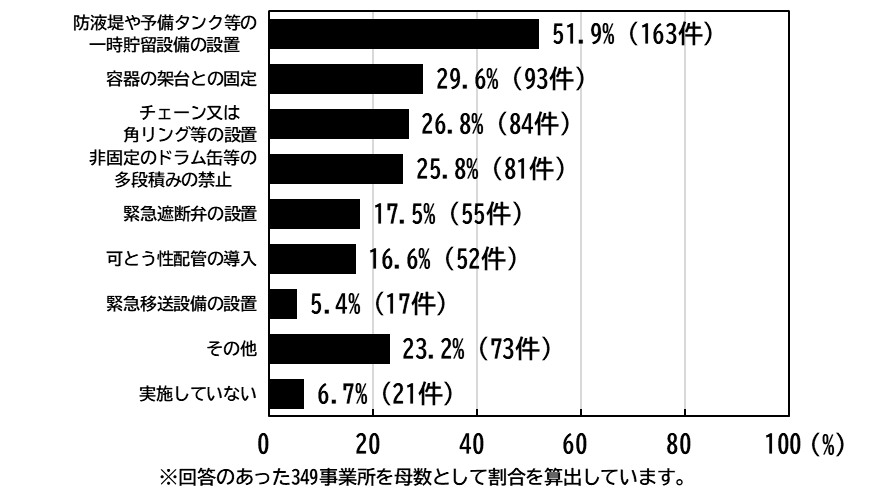 防液堤や予備タンク等の
一時貯留設備の設置
51.9%（163件）
容器の架台との固定
29.6%（93件）
チェーン又は
角リング等の設置
26.8%（84件）
非固定のドラム缶等の
多段積みの禁止
25.8%（81件）
緊急遮断弁の設置
17.5%（55件）
可とう性配管の導入
16.6%（52件）
緊急移送設備の設置
5.4%（17件）
その他
23.2%（73件）
実施していない
6.7%（21件）
0 20 40 60 80 100（%）
※回答のあった349事業所を母数として割合を算出しています。